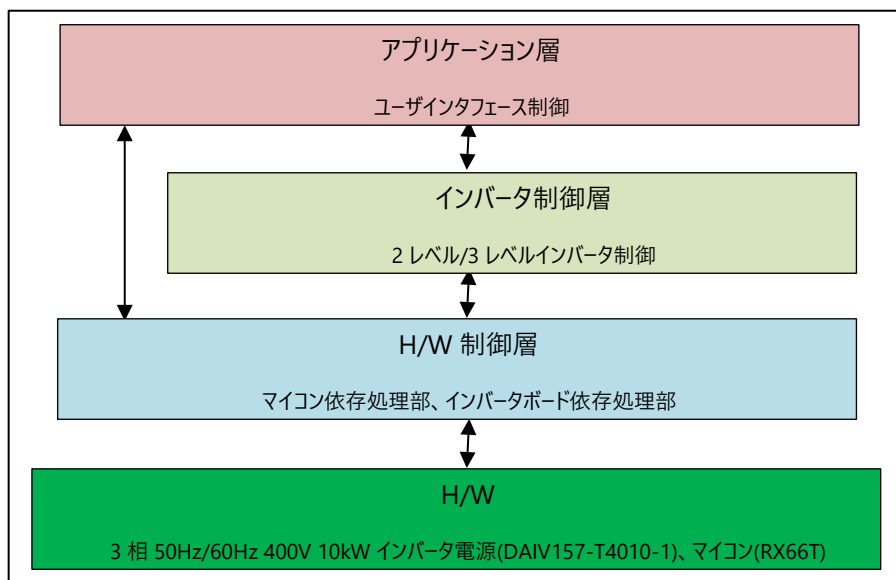 アプリケーション層
ユーザインタフェース制御
インバータ制御層
2 レベル/3 レベルインバータ制御
H/W 制御層
マイコン依存処理部、インバータボード依存処理部
H/W
3 相 50Hz/60Hz 400V 10kW インバータ電源(DAIV157-T4010-1)、マイコン(RX66T)